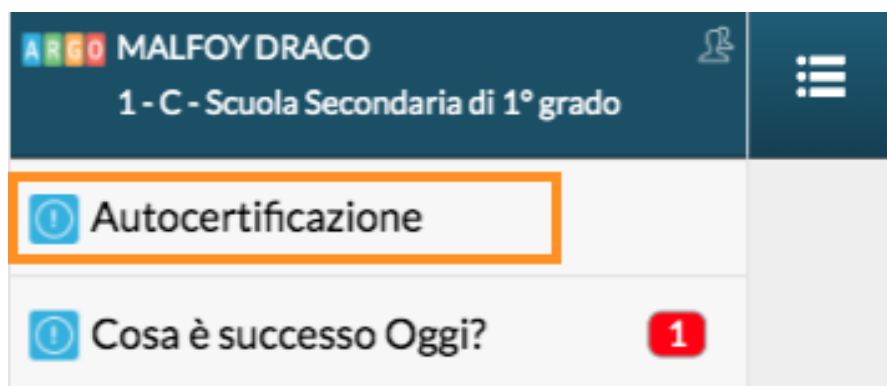 ARGO MALFOY DRACO
1 - C - Scuola Secondaria di 1° grado
Autocertificazione
Cosa è successo Oggi? 1